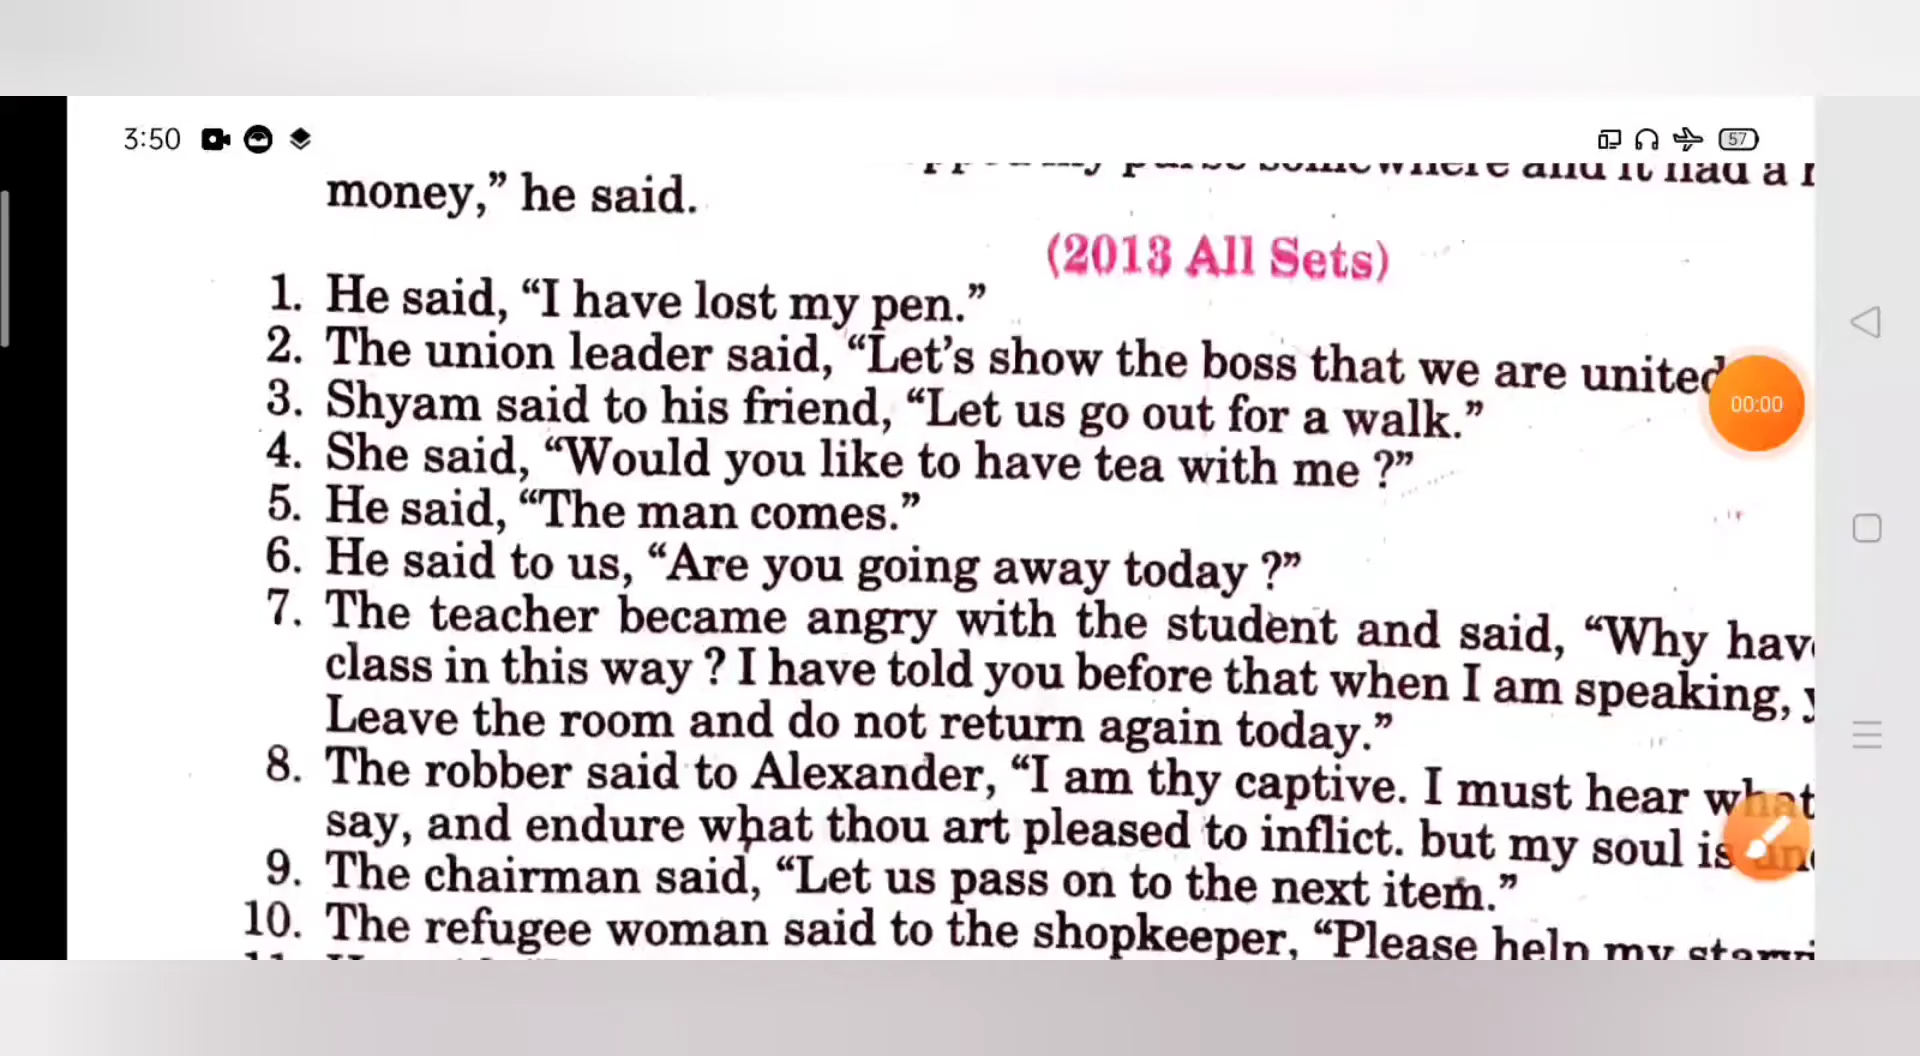 3:50
57
money,” he said.
and it had a
(2013 All Sets)
1. He said, “I have lost my pen.”
2. The union leader said, “Let’s show the boss that we are united
00:00
3. Shyam said to his friend, “Let us go out for a walk.”
4. She said, “Would you like to have tea with me ?”
5. He said, “The man comes.”
6. He said to us, “Are you going away today ?”
7. The teacher became angry with the student and said, “Why
class in this way ? I have told you before that when I am speaking,
Leave the room and do not return again today.”
8. The robber said to Alexander, “I am thy captive. I must hear what
say, and endure what thou art pleased to inflict. but my soul is
9. The chairman said, “Let us pass on to the next item.”
10. The refugee woman said to the shopkeeper, “Please help my